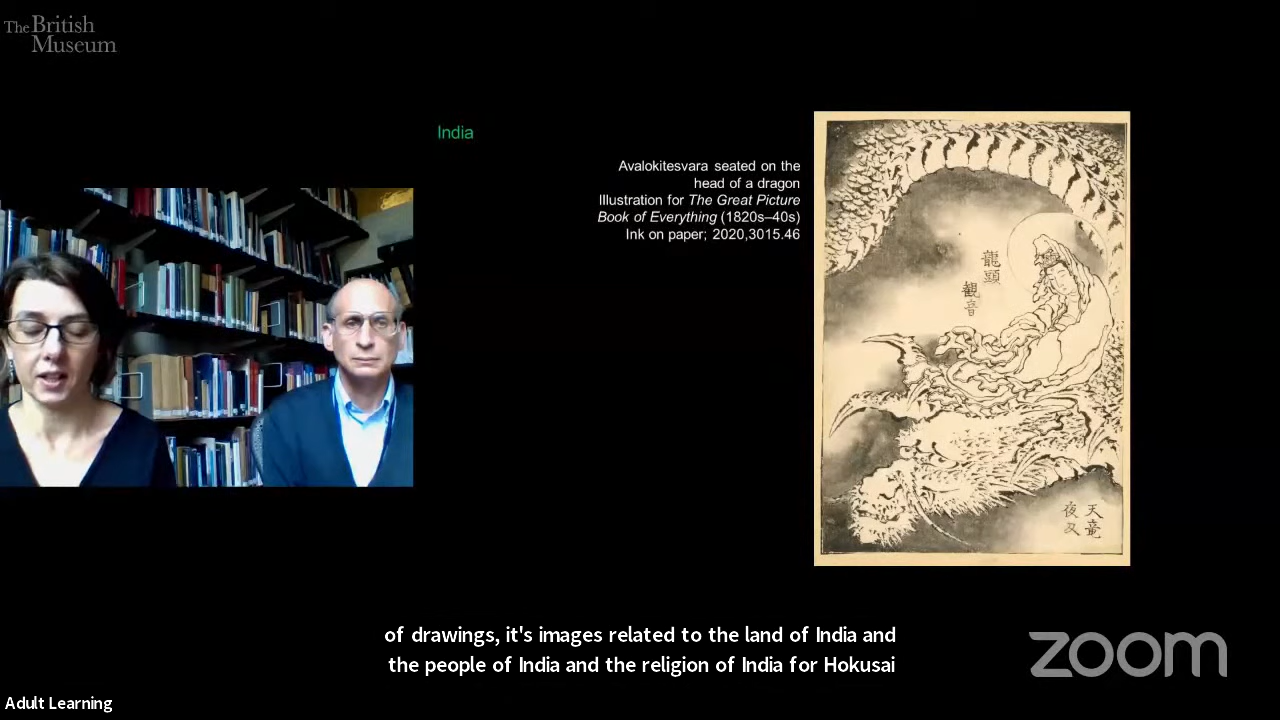 The British
Museum
India
Avalokitesvara seated on the
head of a dragon
Illustration for The Great Picture
Book of Everything (1820s–40s)
Ink on paper; 2020,3015.46
龍頭
観音
天竜
夜叉
of drawings, it's images related to the land of India and
the people of India and the religion of India for Hokusai
zoom
Adult Learning